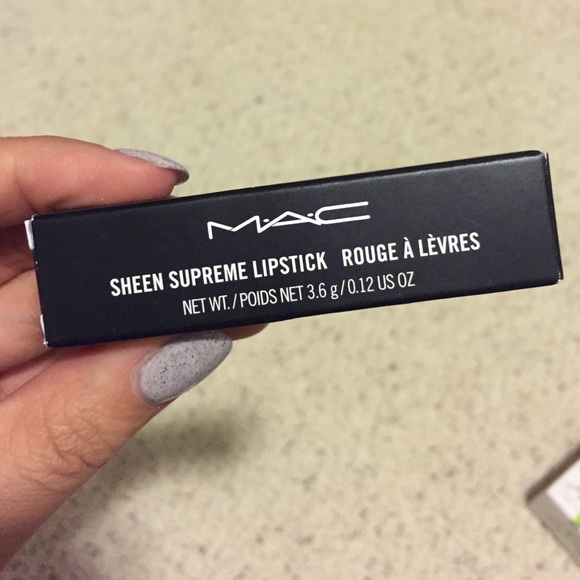 M·A·C
SHEEN SUPREME LIPSTICK ROUGE À LÈVRES
NET WT./POIDS NET 3.6 g/0.12 US OZ